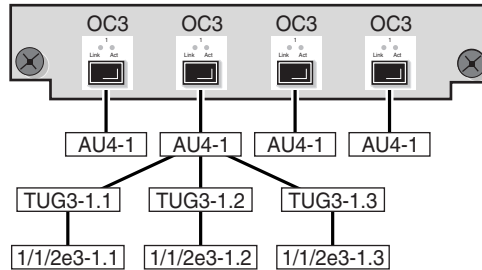 OC3 OC3 OC3 OC3
1 1 1 1
Link Act Link Act Link Act Link Act
AU4-1 AU4-1 AU4-1 AU4-1
TUG3-1.1 TUG3-1.2 TUG3-1.3
1/1/2e3-1.1 1/1/2e3-1.2 1/1/2e3-1.3